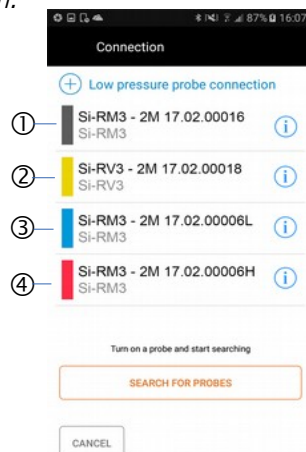 87% 16:07
Connection
+ Low pressure probe connection
① Si-RM3 - 2M 17.02.00016
Si-RM3
i
② Si-RV3 - 2M 17.02.00018
Si-RV3
i
③ Si-RM3 - 2M 17.02.00006L
Si-RM3
i
④ Si-RM3 - 2M 17.02.00006H
Si-RM3
i
Turn on a probe and start searching
SEARCH FOR PROBES
CANCEL